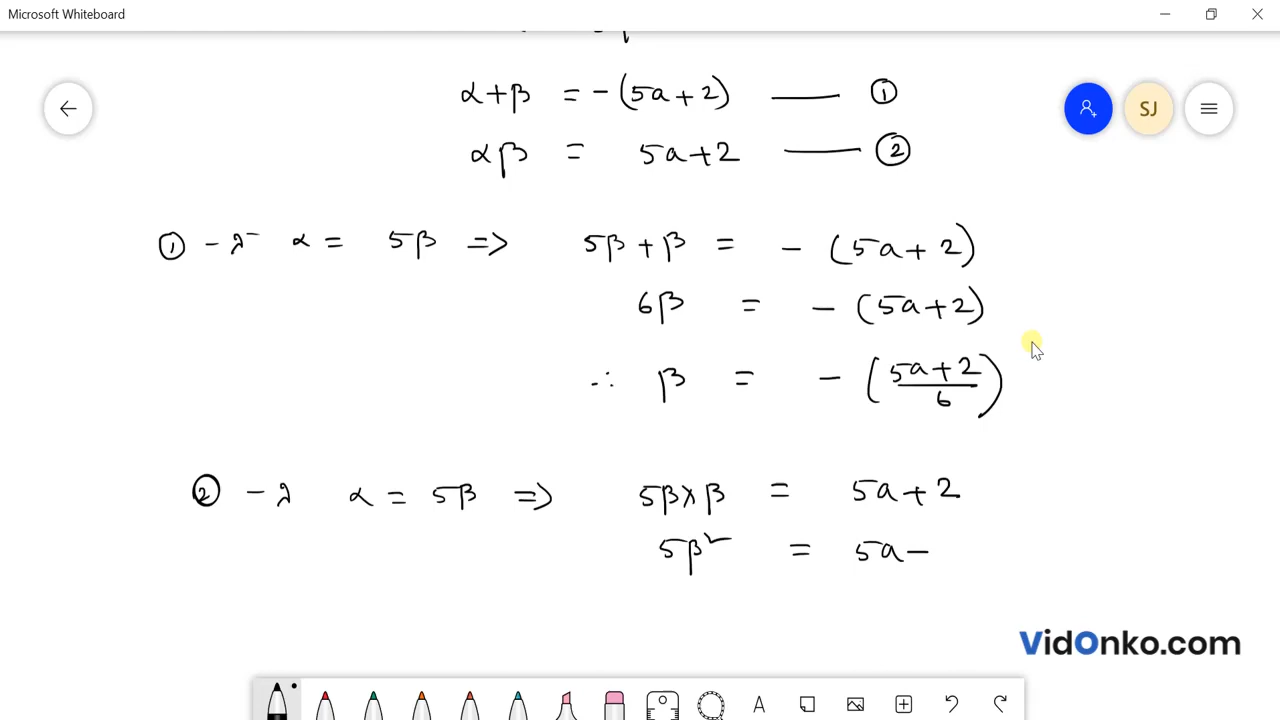 Microsoft Whiteboard
α+β = -(5a+2) —— ①
SJ
αβ = 5a+2 —— ②
① - α = 5β => 5β + β = - (5a+2)
6β = - (5a+2)
∴ β = - (5a+2/6)
② - α = 5β => 5β×β = 5a+2
5β² = 5a-
VidOnko.com
A